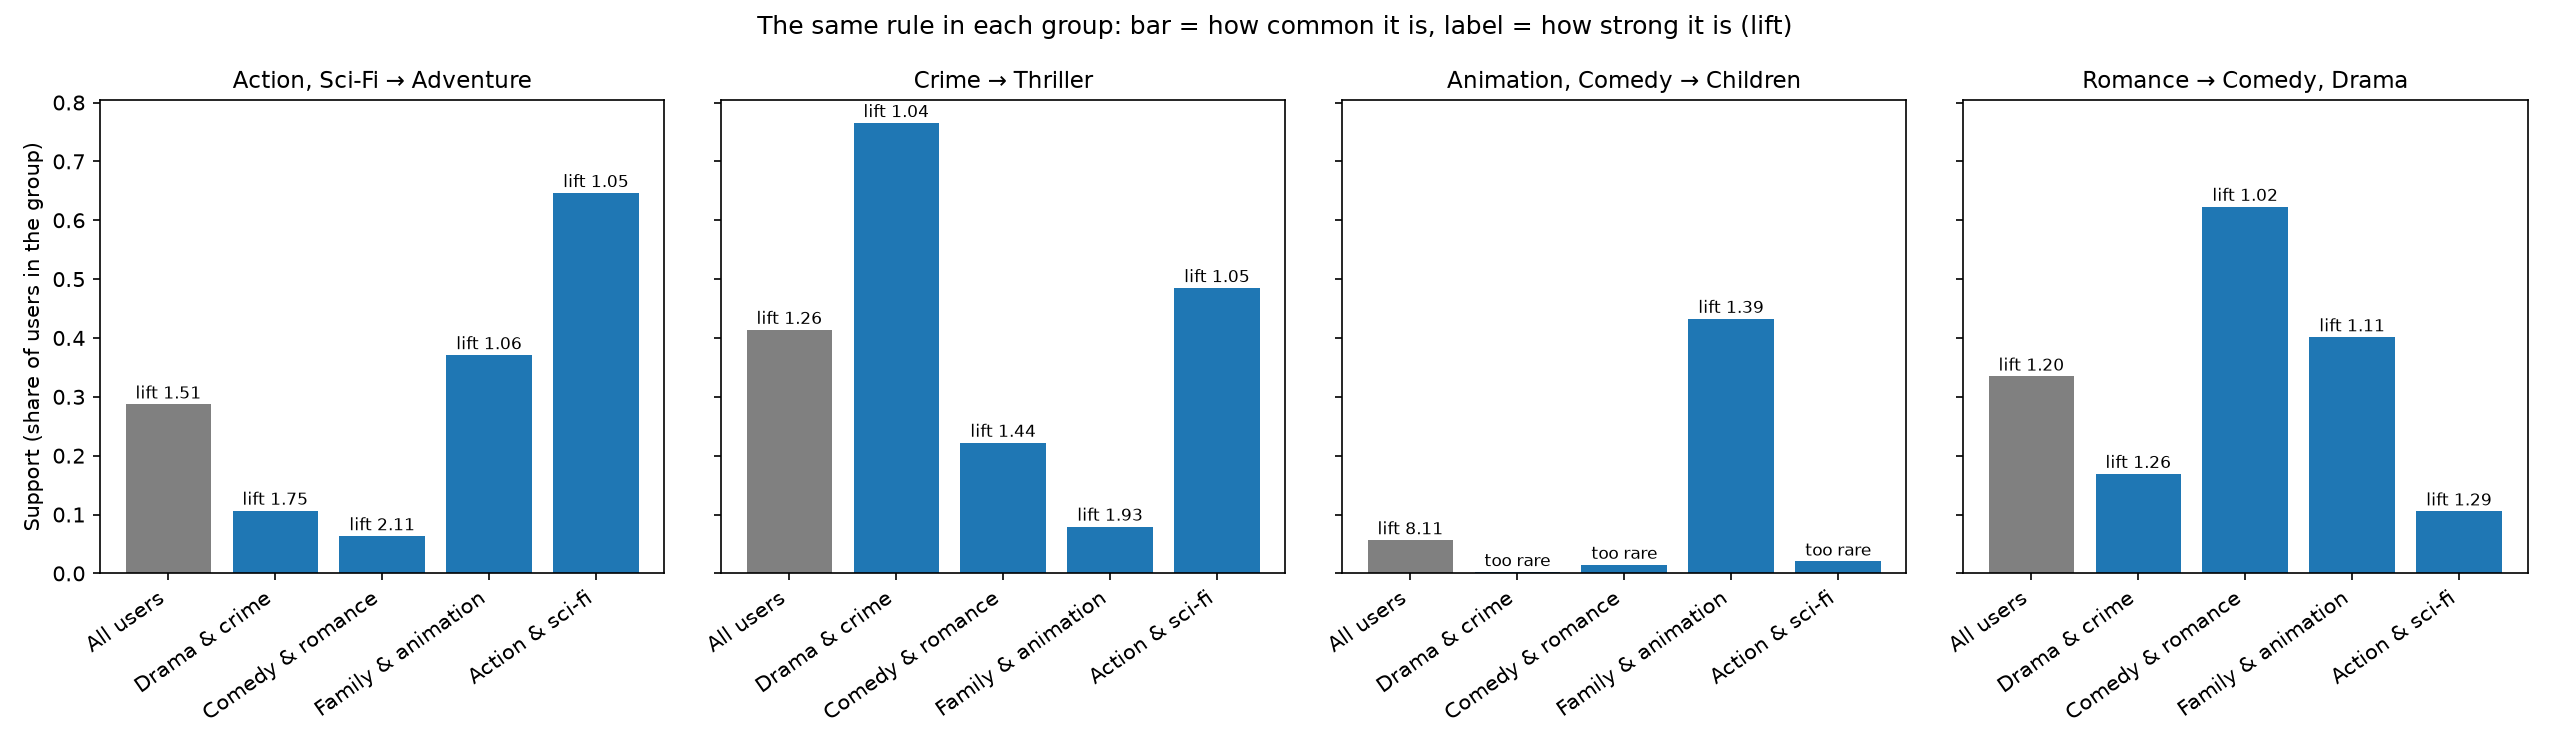 The same rule in each group: bar = how common it is, label = how strong it is (lift)
Action, Sci-Fi → Adventure
Support (share of users in the group)
0.8
0.7
0.6
0.5
0.4
0.3
0.2
0.1
0.0
lift 1.51
lift 1.75
lift 2.11
lift 1.06
lift 1.05
All users
Drama & crime
Comedy & romance
Family & animation
Action & sci-fi
Crime → Thriller
lift 1.26
lift 1.04
lift 1.44
lift 1.93
lift 1.05
All users
Drama & crime
Comedy & romance
Family & animation
Action & sci-fi
Animation, Comedy → Children
lift 8.11
too rare
too rare
lift 1.39
too rare
All users
Drama & crime
Comedy & romance
Family & animation
Action & sci-fi
Romance → Comedy, Drama
lift 1.20
lift 1.26
lift 1.02
lift 1.11
lift 1.29
All users
Drama & crime
Comedy & romance
Family & animation
Action & sci-fi